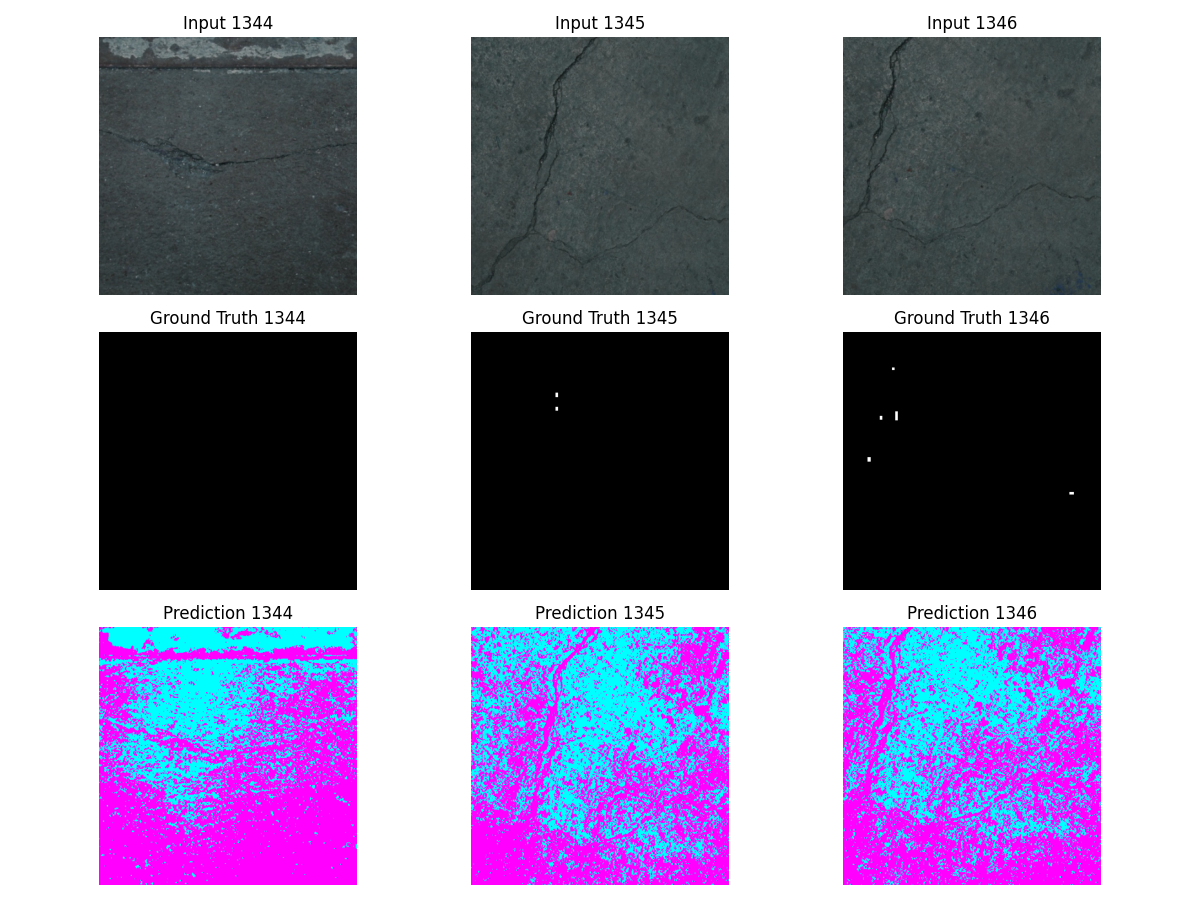 Input 1344
Input 1345
Input 1346
Ground Truth 1344
Ground Truth 1345
Ground Truth 1346
Prediction 1344
Prediction 1345
Prediction 1346